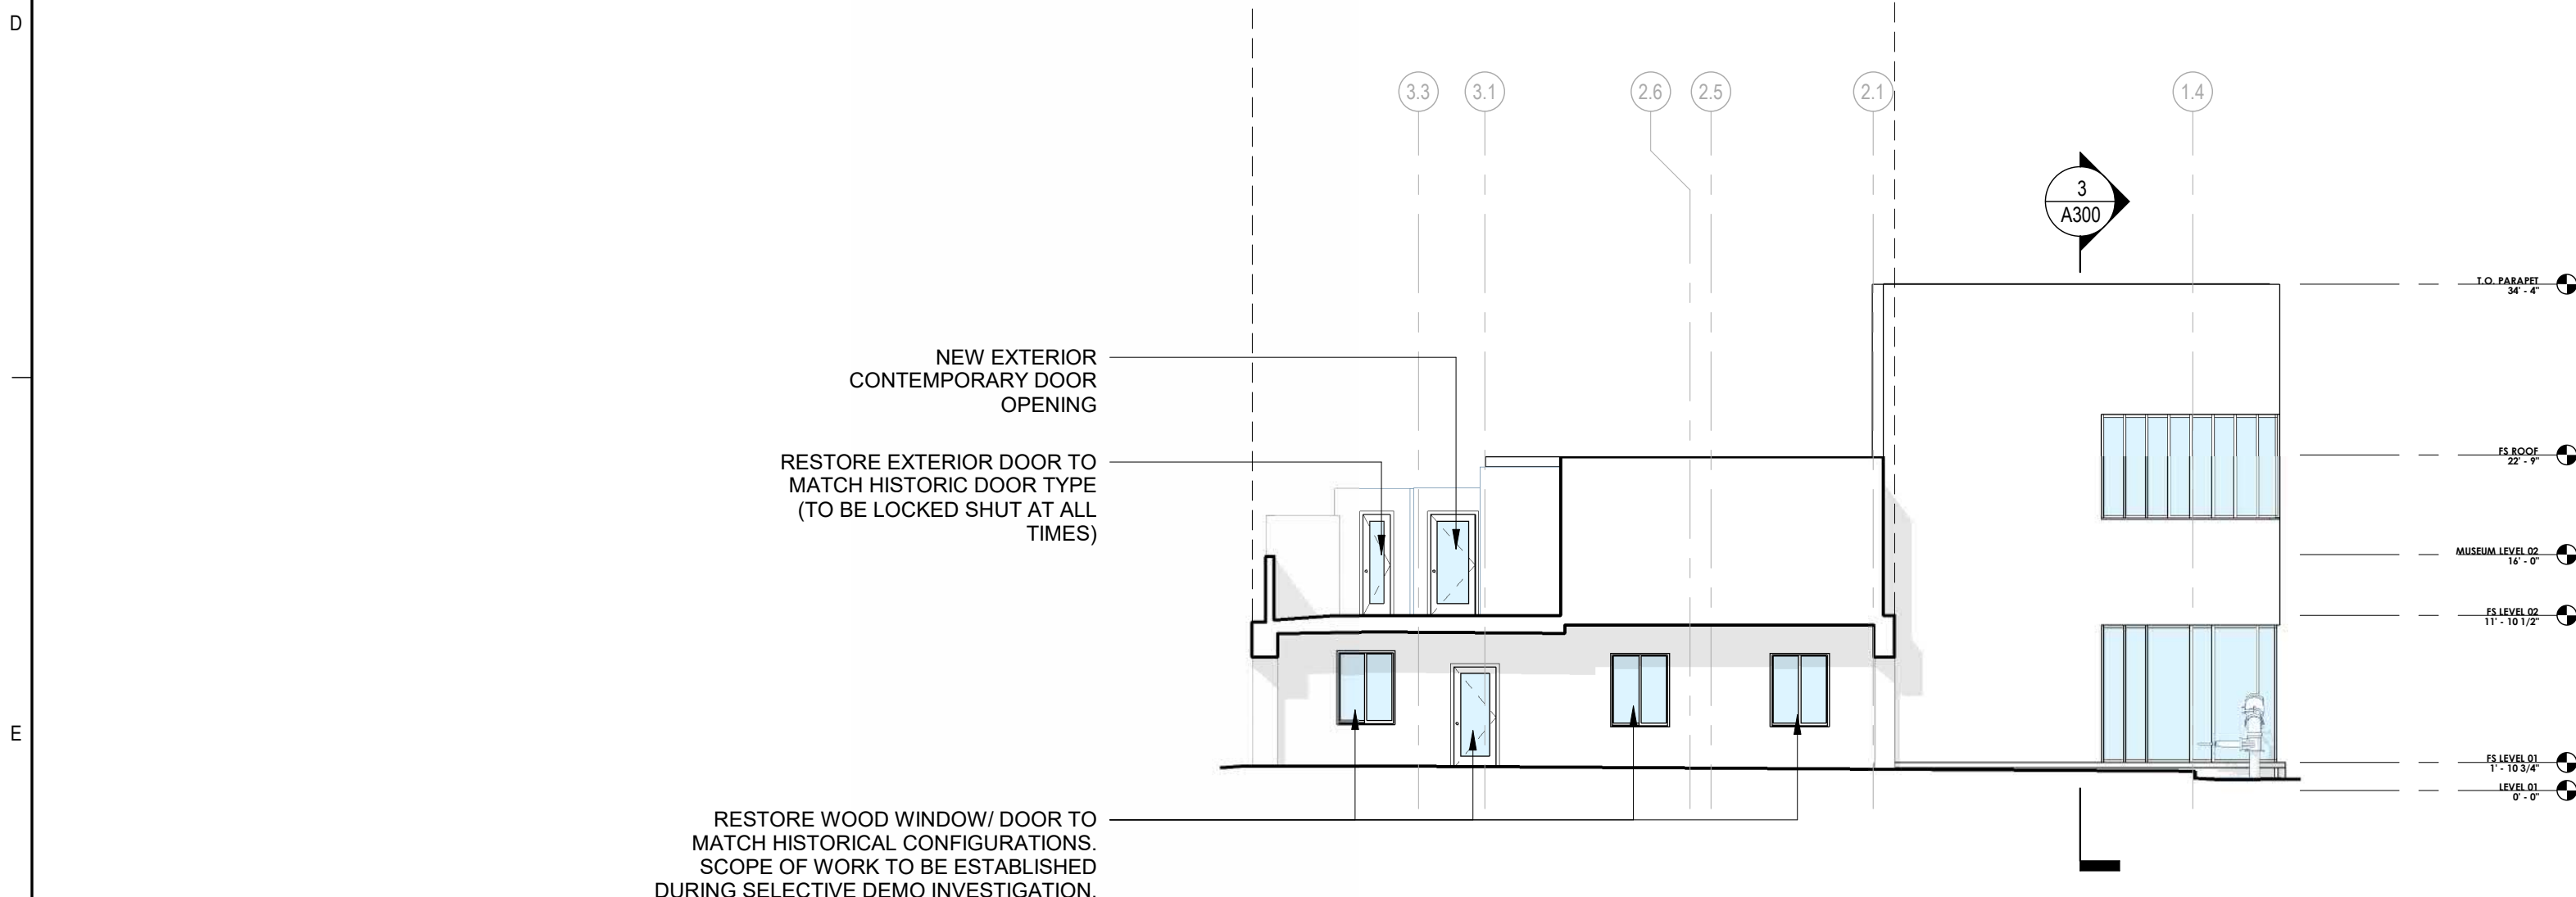 D
3.3
3.1
2.6
2.5
2.1
1.4
3
A300
T.O. PARAPET
34' - 4"
NEW EXTERIOR
CONTEMPORARY DOOR
OPENING
FS ROOF
22' - 9"
RESTORE EXTERIOR DOOR TO
MATCH HISTORIC DOOR TYPE
(TO BE LOCKED SHUT AT ALL
TIMES)
MUSEUM LEVEL 02
16' - 0"
FS LEVEL 02
11' - 10 1/2"
E
FS LEVEL 01
1' - 10 3/4"
LEVEL 01
0' - 0"
RESTORE WOOD WINDOW/ DOOR TO
MATCH HISTORICAL CONFIGURATIONS.
SCOPE OF WORK TO BE ESTABLISHED
DURING SELECTIVE DEMO INVESTIGATION.